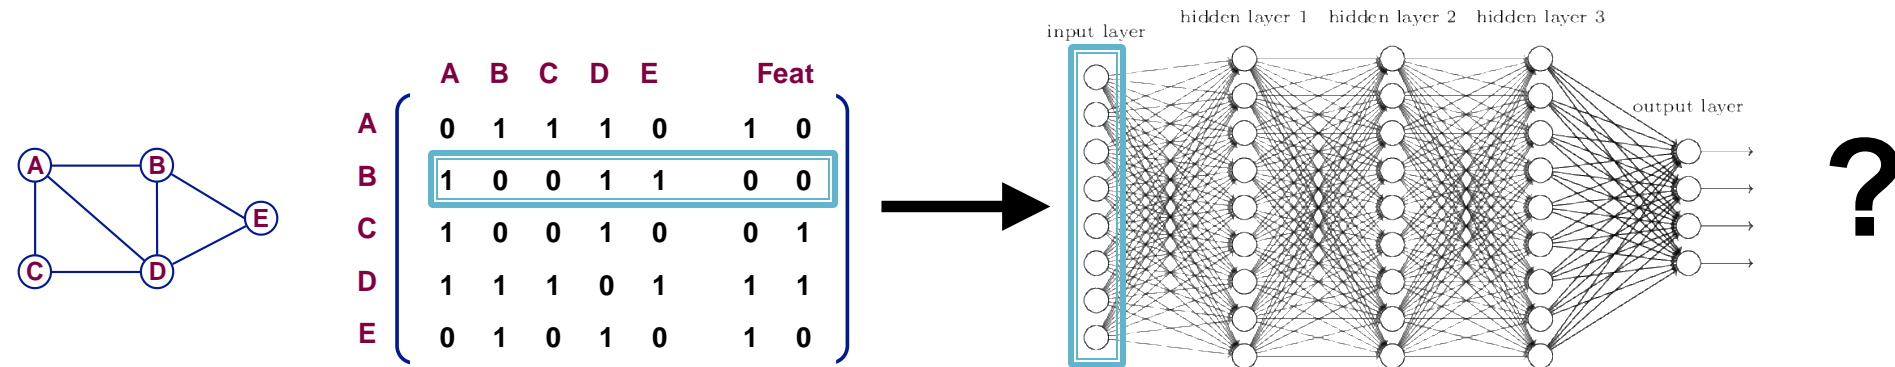 A B
E
C D
A B C D E Feat
A 0 1 1 1 0 1 0
B 1 0 0 1 1 0 0
C 1 0 0 1 0 0 1
D 1 1 1 0 1 1 1
E 0 1 0 1 0 1 0
hidden layer 1 hidden layer 2 hidden layer 3
input layer
output layer
?